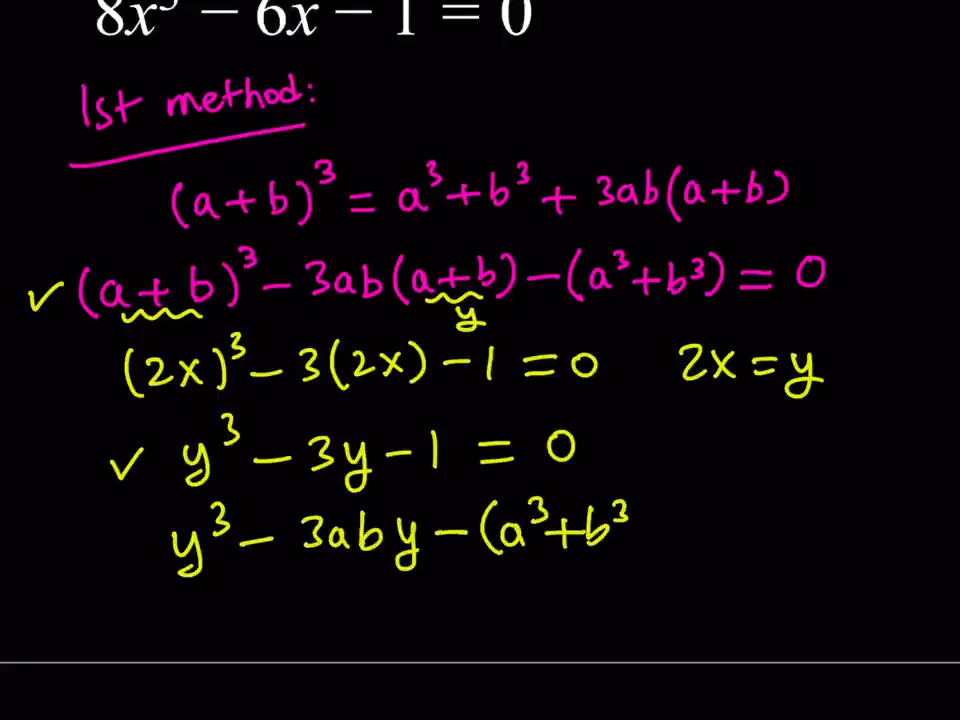 8x³ − 6x − 1 = 0
1st method:
(a+b)³ = a³+b³ + 3ab(a+b)
✓ (a+b)³ − 3ab(a+b) − (a³+b³) = 0
y
(2x)³ − 3(2x) − 1 = 0 2x = y
✓ y³ − 3y − 1 = 0
y³ − 3aby − (a³+b³